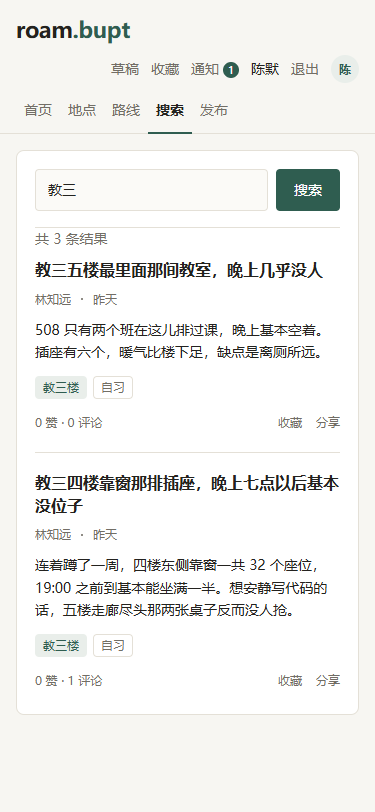 roam.bupt
草稿 收藏 通知 1 陈默 退出 陈
首页 地点 路线 搜索 发布
教三 搜索
共 3 条结果
教三五楼最里面那间教室，晚上几乎没人
林知远 · 昨天
508 只有两个班在这儿排过课，晚上基本空着。
插座有六个，暖气比楼下足，缺点是离厕所远。
教三楼 自习
0 赞 · 0 评论 收藏 分享
教三四楼靠窗那排插座，晚上七点以后基本
没位子
林知远 · 昨天
连着蹲了一周，四楼东侧靠窗一共 32 个座位，
19:00 之前到基本能坐满一半。想安静写代码的
话，五楼走廊尽头那两张桌子反而没人抢。
教三楼 自习
0 赞 · 1 评论 收藏 分享